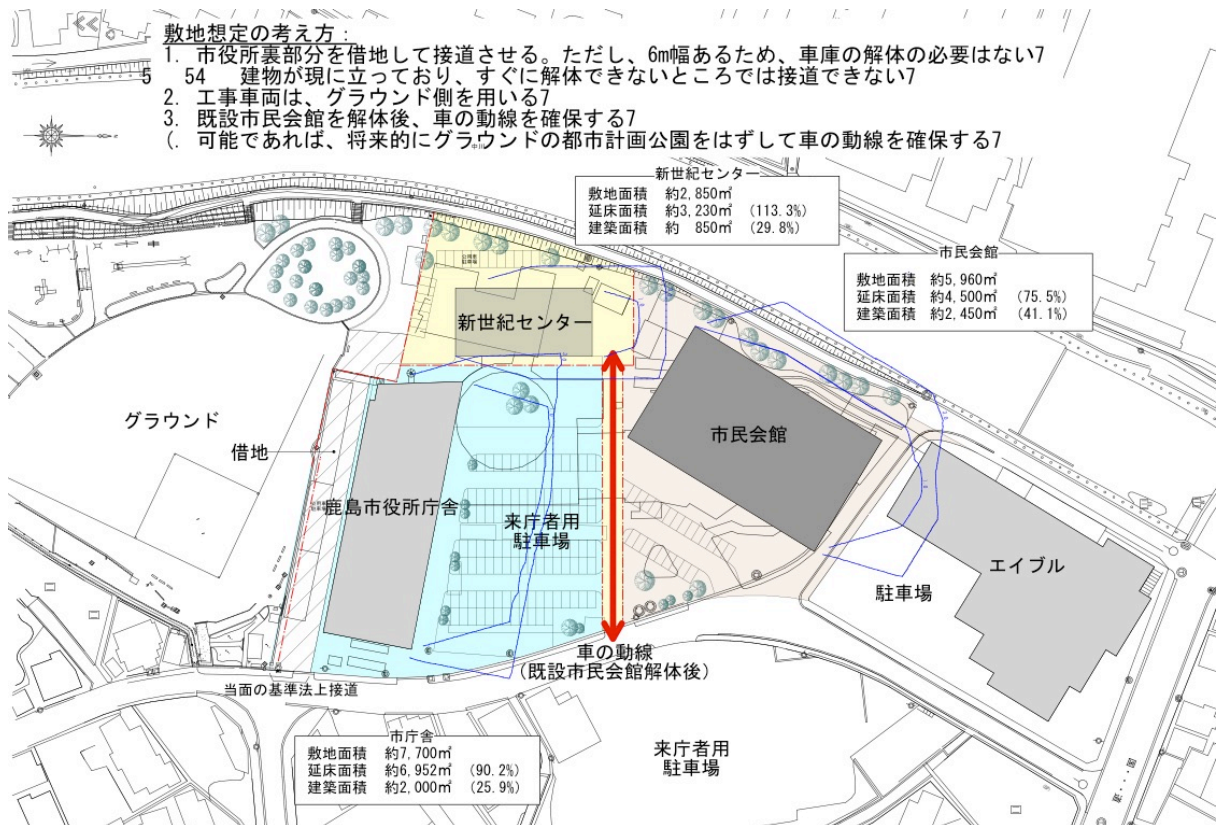 敷地想定の考え方：
1. 市役所裏部分を借地して接道させる。ただし、6m幅あるため、車庫の解体の必要はない7
5 54 建物が現に立っており、すぐに解体できないところでは接道できない7
2. 工事車両は、グラウンド側を用いる7
3. 既設市民会館を解体後、車の動線を確保する7
(. 可能であれば、将来的にグラウンドの都市計画公園をはずして車の動線を確保する7
中川
新世紀センター
敷地面積 約2,850㎡
延床面積 約3,230㎡ (113.3%)
建築面積 約 850㎡ (29.8%)
市民会館
敷地面積 約5,960㎡
延床面積 約4,500㎡ (75.5%)
建築面積 約2,450㎡ (41.1%)
新世紀センター
グラウンド
借地
市民会館
鹿島市役所庁舎
来庁者用
駐車場
エイブル
駐車場
車の動線
(既設市民会館解体後)
当面の基準法上接道
市庁舎
敷地面積 約7,700㎡
延床面積 約6,952㎡ (90.2%)
建築面積 約2,000㎡ (25.9%)
来庁者用
駐車場